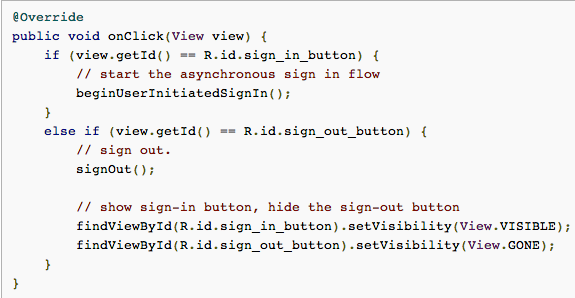 @Override
public void onClick(View view) {
    if (view.getId() == R.id.sign_in_button) {
        // start the asynchronous sign in flow
        beginUserInitiatedSignIn();
    }
    else if (view.getId() == R.id.sign_out_button) {
        // sign out.
        signOut();

        // show sign-in button, hide the sign-out button
        findViewById(R.id.sign_in_button).setVisibility(View.VISIBLE);
        findViewById(R.id.sign_out_button).setVisibility(View.GONE);
    }
}